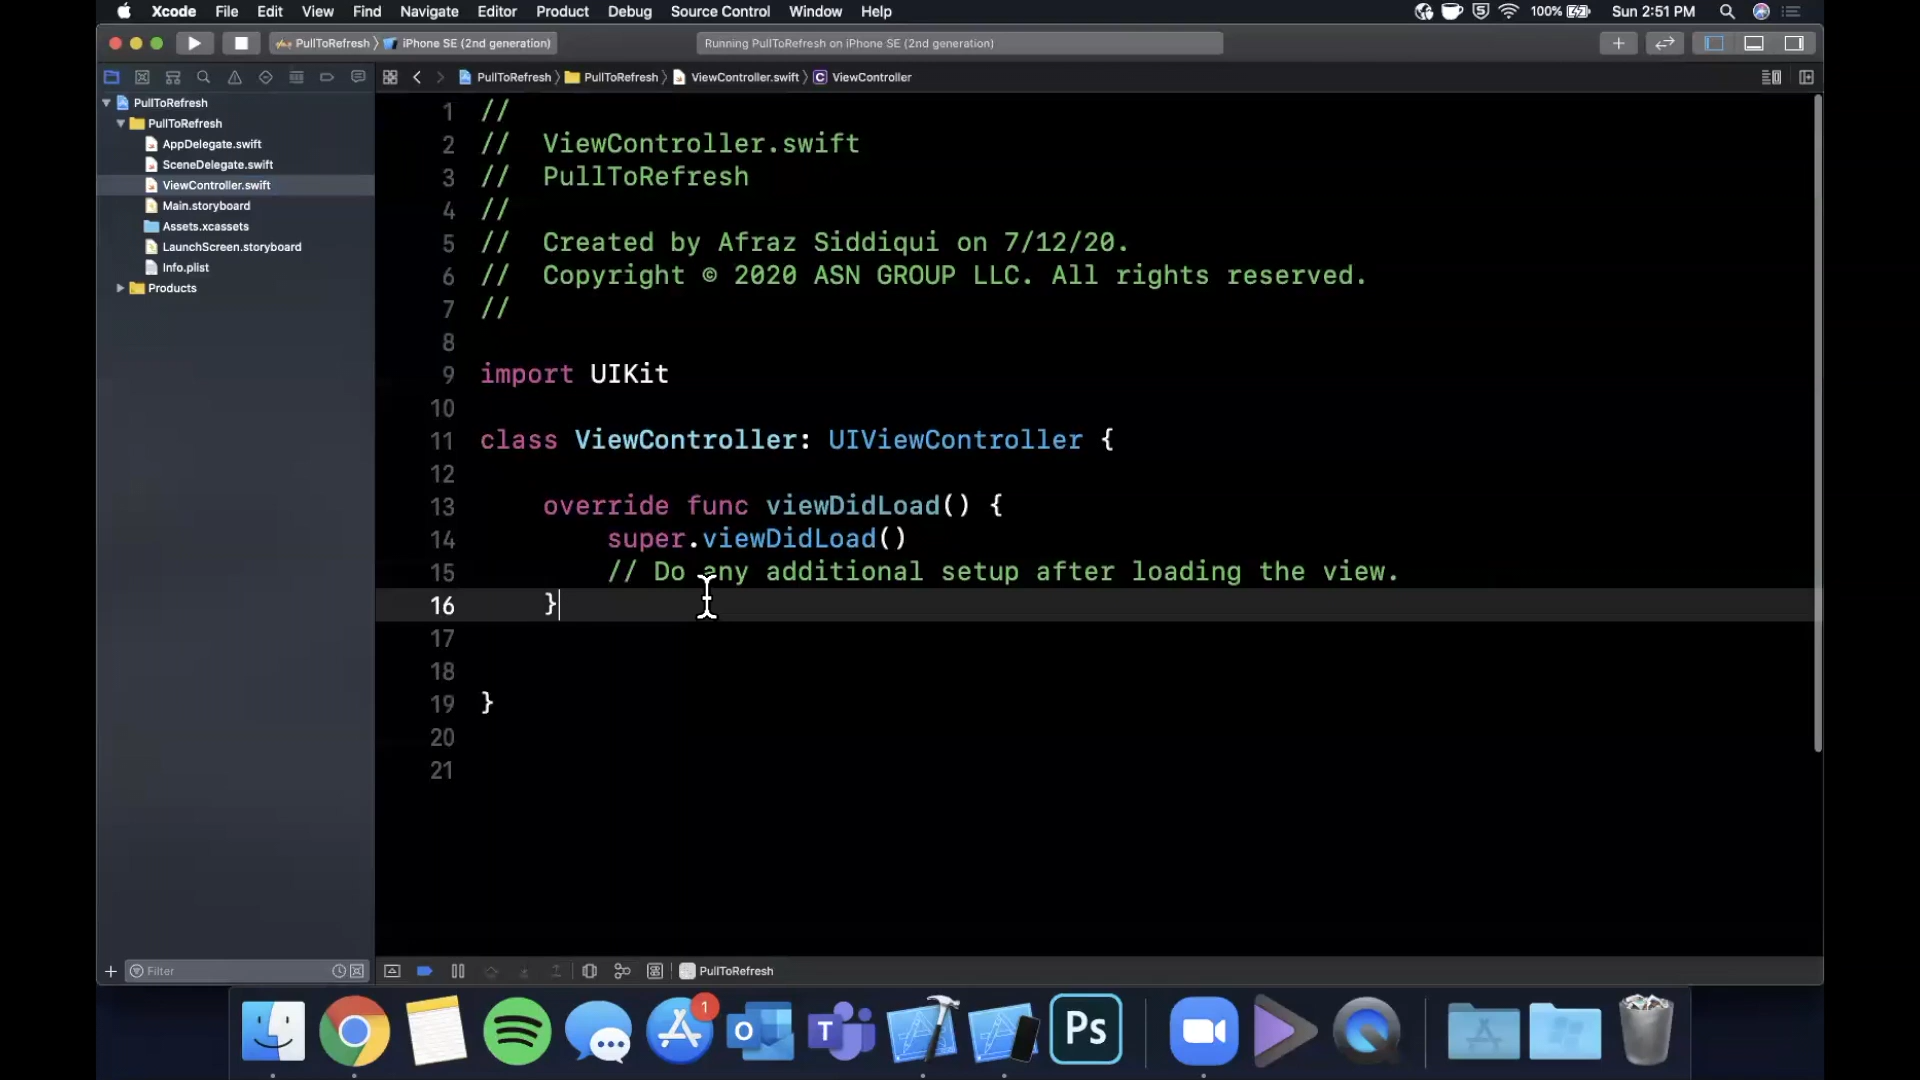 Xcode File Edit View Find Navigate Editor Product Debug Source Control Window Help 100% Sun 2:51 PM
PullToRefresh iPhone SE (2nd generation) Running PullToRefresh on iPhone SE (2nd generation)
PullToRefresh PullToRefresh ViewController.swift C ViewController
PullToRefresh
PullToRefresh
AppDelegate.swift
SceneDelegate.swift
ViewController.swift
Main.storyboard
Assets.xcassets
LaunchScreen.storyboard
Info.plist
Products
1 //
2 // ViewController.swift
3 // PullToRefresh
4 //
5 // Created by Afraz Siddiqui on 7/12/20.
6 // Copyright © 2020 ASN GROUP LLC. All rights reserved.
7 //
8
9 import UIKit
10
11 class ViewController: UIViewController {
12
13 override func viewDidLoad() {
14 super.viewDidLoad()
15 // Do any additional setup after loading the view.
16 }
17
18
19 }
20
21
Filter
PullToRefresh
1
O
T
Ps